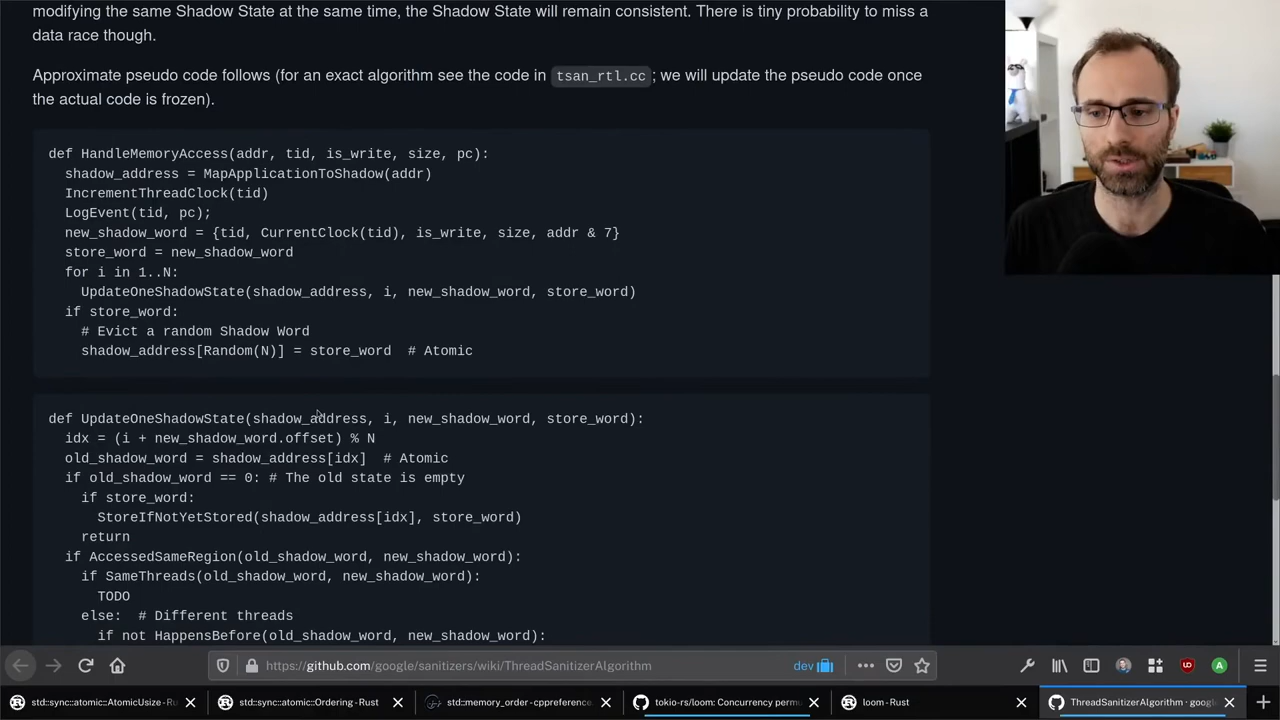 modifying the same Shadow State at the same time, the Shadow State will remain consistent. There is tiny probability to miss a
data race though.
Approximate pseudo code follows (for an exact algorithm see the code in tsan_rtl.cc; we will update the pseudo code once
the actual code is frozen).
def HandleMemoryAccess(addr, tid, is_write, size, pc):
shadow_address = MapApplicationToShadow(addr)
IncrementThreadClock(tid)
LogEvent(tid, pc);
new_shadow_word = {tid, CurrentClock(tid), is_write, size, addr & 7}
store_word = new_shadow_word
for i in 1..N:
UpdateOneShadowState(shadow_address, i, new_shadow_word, store_word)
if store_word:
# Evict a random Shadow Word
shadow_address[Random(N)] = store_word  # Atomic
def UpdateOneShadowState(shadow_address, i, new_shadow_word, store_word):
idx = (i + new_shadow_word.offset) % N
old_shadow_word = shadow_address[idx]  # Atomic
if old_shadow_word == 0: # The old state is empty
if store_word:
StoreIfNotYetStored(shadow_address[idx], store_word)
return
if AccessedSameRegion(old_shadow_word, new_shadow_word):
if SameThreads(old_shadow_word, new_shadow_word):
TODO
else:  # Different threads
if not HappensBefore(old_shadow_word, new_shadow_word):
https://github.com/google/sanitizers/wiki/ThreadSanitizerAlgorithm
dev
std::sync::atomic::AtomicUsize - Ru
std::sync::atomic::Ordering - Rust
std::memory_order - cppreference.
tokio-rs/loom: Concurrency permu
loom - Rust
ThreadSanitizerAlgorithm · google